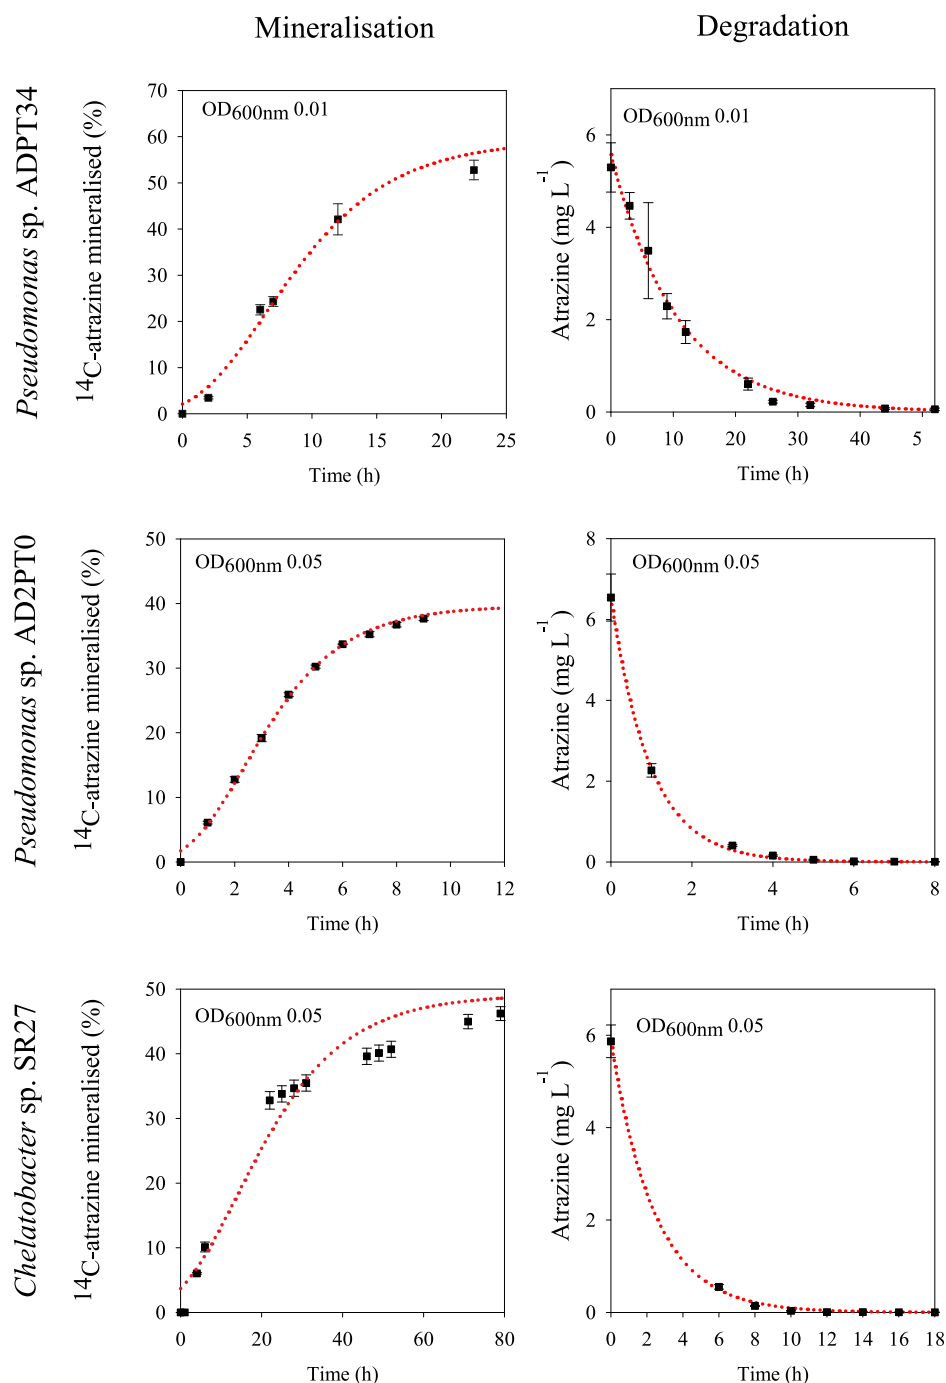 Mineralisation
Degradation
Pseudomonas sp. ADPT34
14C-atrazine mineralised (%)
70
60
50
40
30
20
10
0
OD600nm 0.01
0 5 10 15 20 25
Time (h)
Atrazine (mg L-1)
6
4
2
0
OD600nm 0.01
0 10 20 30 40 5
Time (h)
Pseudomonas sp. AD2PT0
14C-atrazine mineralised (%)
50
40
30
20
10
0
OD600nm 0.05
0 2 4 6 8 10 12
Time (h)
Atrazine (mg L-1)
8
6
4
2
0
OD600nm 0.05
0 2 4 6 8
Time (h)
Chelatobacter sp. SR27
14C-atrazine mineralised (%)
50
40
30
20
10
0
OD600nm 0.05
0 20 40 60 80
Time (h)
Atrazine (mg L-1)
6
4
2
0
OD600nm 0.05
0 2 4 6 8 10 12 14 16 18
Time (h)